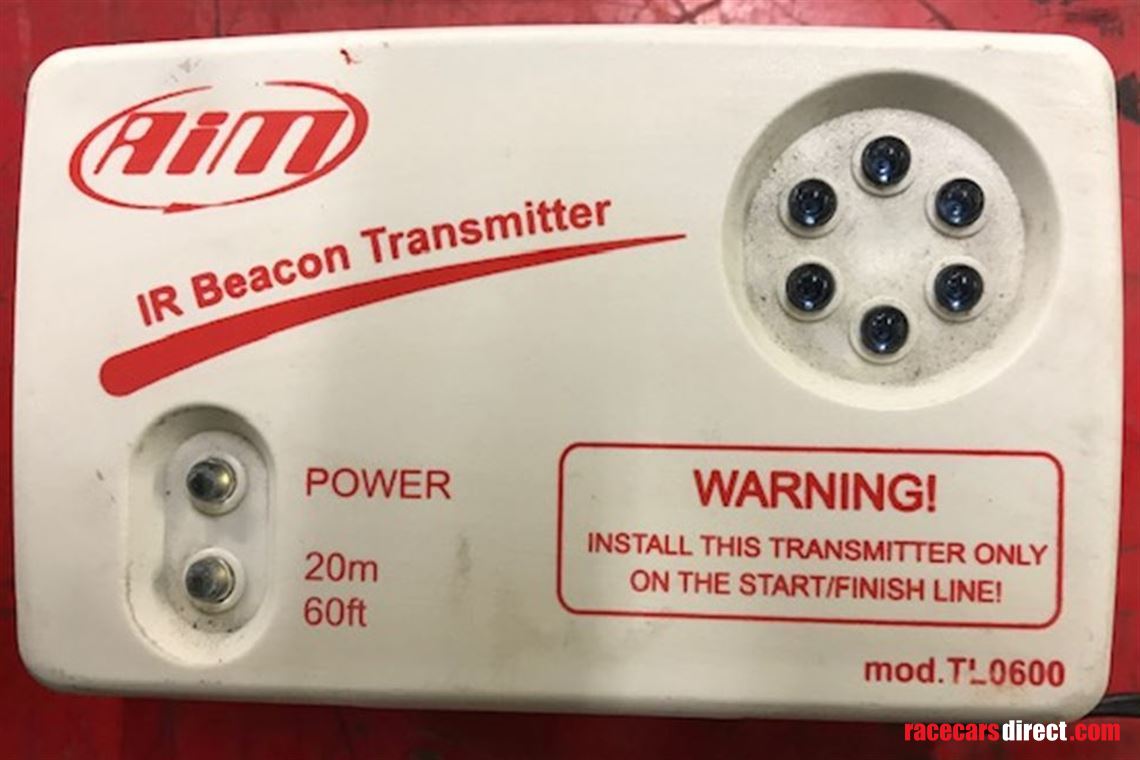 AiM
IR Beacon Transmitter
POWER
20m
60ft
WARNING!
INSTALL THIS TRANSMITTER ONLY
ON THE START/FINISH LINE!
mod.TL0600
racecarsdirect.com